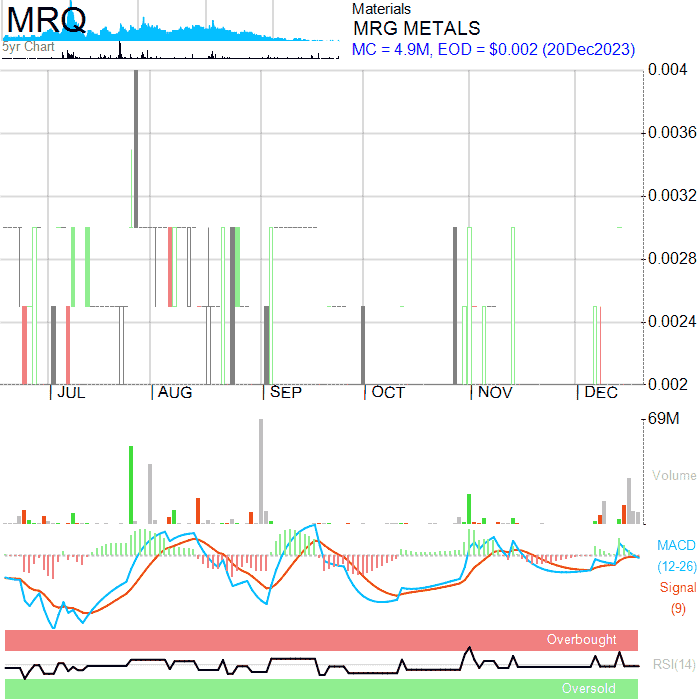 MRQ
5yr Chart
Materials
MRG METALS
MC = 4.9M, EOD = $0.002 (20Dec2023)
0.004
0.0036
0.0032
0.0028
0.0024
0.002
JUL AUG SEP OCT NOV DEC
69M
Volume
MACD
(12-26)
Signal
(9)
Overbought
RSI(14)
Oversold